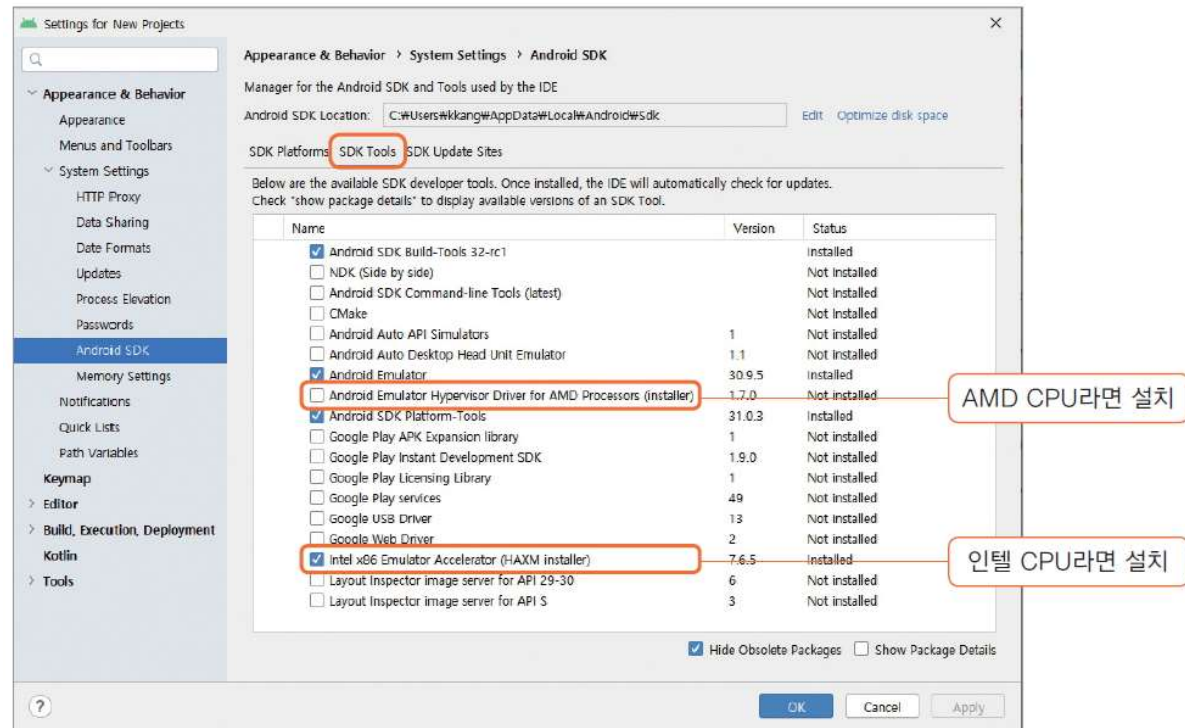 Settings for New Projects
Appearance & Behavior
Appearance
Menus and Toolbars
System Settings
HTTP Proxy
Data Sharing
Date Formats
Updates
Process Elevation
Passwords
Android SDK
Memory Settings
Notifications
Quick Lists
Path Variables
Keymap
Editor
Build, Execution, Deployment
Kotlin
Tools
Appearance & Behavior > System Settings > Android SDK
Manager for the Android SDK and Tools used by the IDE
Android SDK Location: C:₩Users₩kkang₩AppData₩Local₩Android₩Sdk Edit Optimize disk space
SDK Platforms SDK Tools SDK Update Sites
Below are the available SDK developer tools. Once installed, the IDE will automatically check for updates.
Check "show package details" to display available versions of an SDK Tool.
Name Version Status
Android SDK Build-Tools 32-rc1 Installed
NDK (Side by side) Not Installed
Android SDK Command-line Tools (latest) Not Installed
CMake Not Installed
Android Auto API Simulators 1 Not installed
Android Auto Desktop Head Unit Emulator 1.1 Not installed
Android Emulator 30.9.5 Installed
Android Emulator Hypervisor Driver for AMD Processors (installer) 1.7.0 Not installed
Android SDK Platform-Tools 31.0.3 Installed
Google Play APK Expansion library 1 Not installed
Google Play Instant Development SDK 1.9.0 Not installed
Google Play Licensing Library 1 Not installed
Google Play services 49 Not installed
Google USB Driver 13 Not installed
Google Web Driver 2 Not installed
Intel x86 Emulator Accelerator (HAXM installer) 7.6.5 Installed
Layout Inspector image server for API 29-30 6 Not installed
Layout Inspector image server for API S 3 Not installed
AMD CPU라면 설치
인텔 CPU라면 설치
Hide Obsolete Packages Show Package Details
? OK Cancel Apply